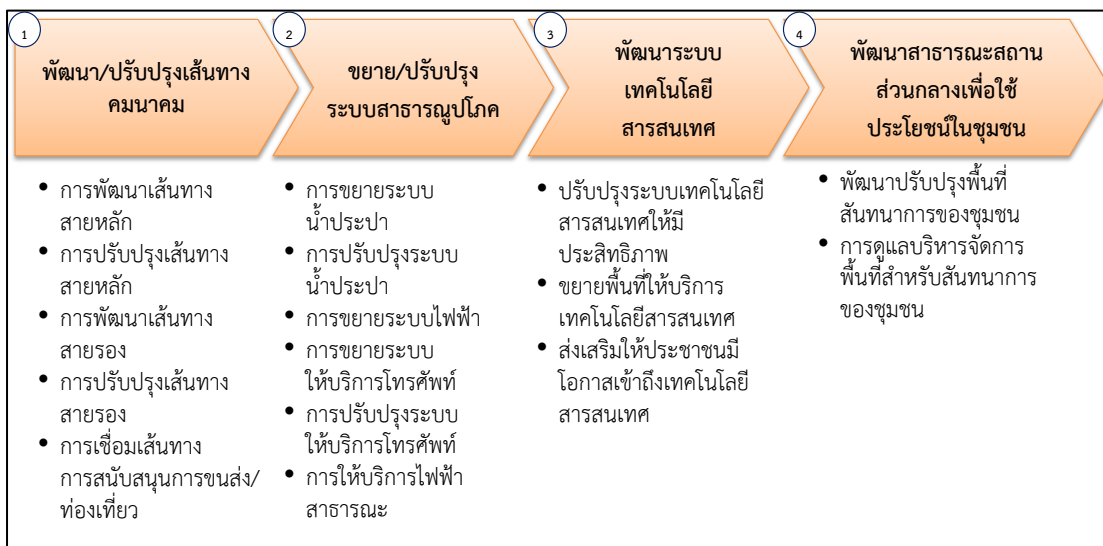 1
พัฒนา/ปรับปรุงเส้นทาง
คมนาคม
• การพัฒนาเส้นทาง
สายหลัก
• การปรับปรุงเส้นทาง
สายหลัก
• การพัฒนาเส้นทาง
สายรอง
• การปรับปรุงเส้นทาง
สายรอง
• การเชื่อมเส้นทาง
การสนับสนุนการขนส่ง/
ท่องเที่ยว
2
ขยาย/ปรับปรุง
ระบบสาธารณูปโภค
• การขยายระบบ
น้ำประปา
• การปรับปรุงระบบ
น้ำประปา
• การขยายระบบไฟฟ้า
• การขยายระบบ
ให้บริการโทรศัพท์
• การปรับปรุงระบบ
ให้บริการโทรศัพท์
• การให้บริการไฟฟ้า
สาธารณะ
3
พัฒนาระบบ
เทคโนโลยี
สารสนเทศ
• ปรับปรุงระบบเทคโนโลยี
สารสนเทศให้มี
ประสิทธิภาพ
• ขยายพื้นที่ให้บริการ
เทคโนโลยีสารสนเทศ
• ส่งเสริมให้ประชาชนมี
โอกาสเข้าถึงเทคโนโลยี
สารสนเทศ
4
พัฒนาสาธารณะสถาน
ส่วนกลางเพื่อใช้
ประโยชน์ในชุมชน
• พัฒนาปรับปรุงพื้นที่
สันทนาการของชุมชน
• การดูแลบริหารจัดการ
พื้นที่สำหรับสันทนาการ
ของชุมชน